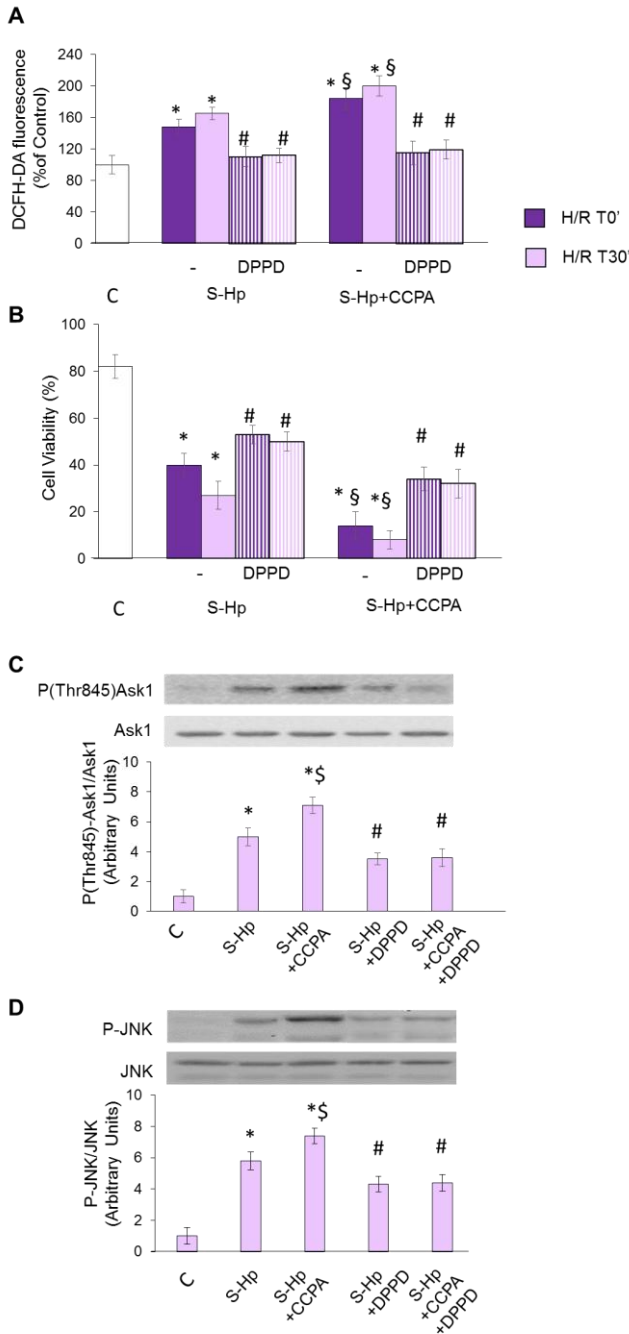 A
DCFH-DA fluorescence
(%of Control)
240
200
160
120
80
40
0
* * # # * § * § # #
- DPPD - DPPD
C S-Hp S-Hp+CCPA
H/R T0'
H/R T30'
B
Cell Viability (%)
100
80
60
40
20
0
* * # # * § *§ # #
- DPPD - DPPD
C S-Hp S-Hp+CCPA
C
P(Thr845)Ask1
Ask1
P(Thr845)-Ask1/Ask1
(Arbitrary Units)
10
8
6
4
2
0
* *$ # #
C
S-Hp
S-Hp
+CCPA
S-Hp
+DPPD
S-Hp
+CCPA
+DPPD
D
P-JNK
JNK
P-JNK/JNK
(Arbitrary Units)
10
8
6
4
2
0
* *$ # #
C
S-Hp
S-Hp
+CCPA
S-Hp
+DPPD
S-Hp
+CCPA
+DPPD